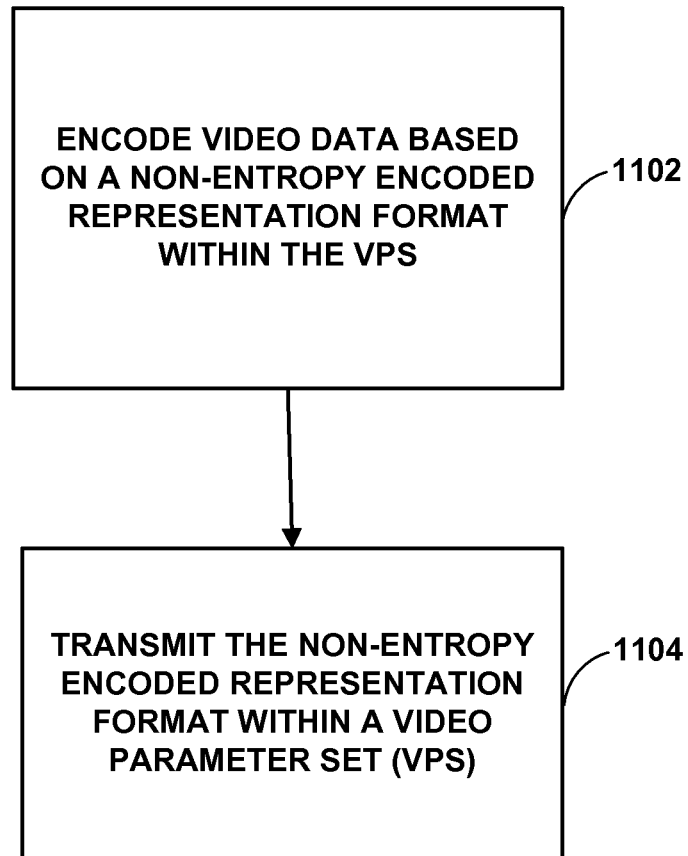 ENCODE VIDEO DATA BASED
ON A NON-ENTROPY ENCODED
REPRESENTATION FORMAT
WITHIN THE VPS
1102
TRANSMIT THE NON-ENTROPY
ENCODED REPRESENTATION
FORMAT WITHIN A VIDEO
PARAMETER SET (VPS)
1104